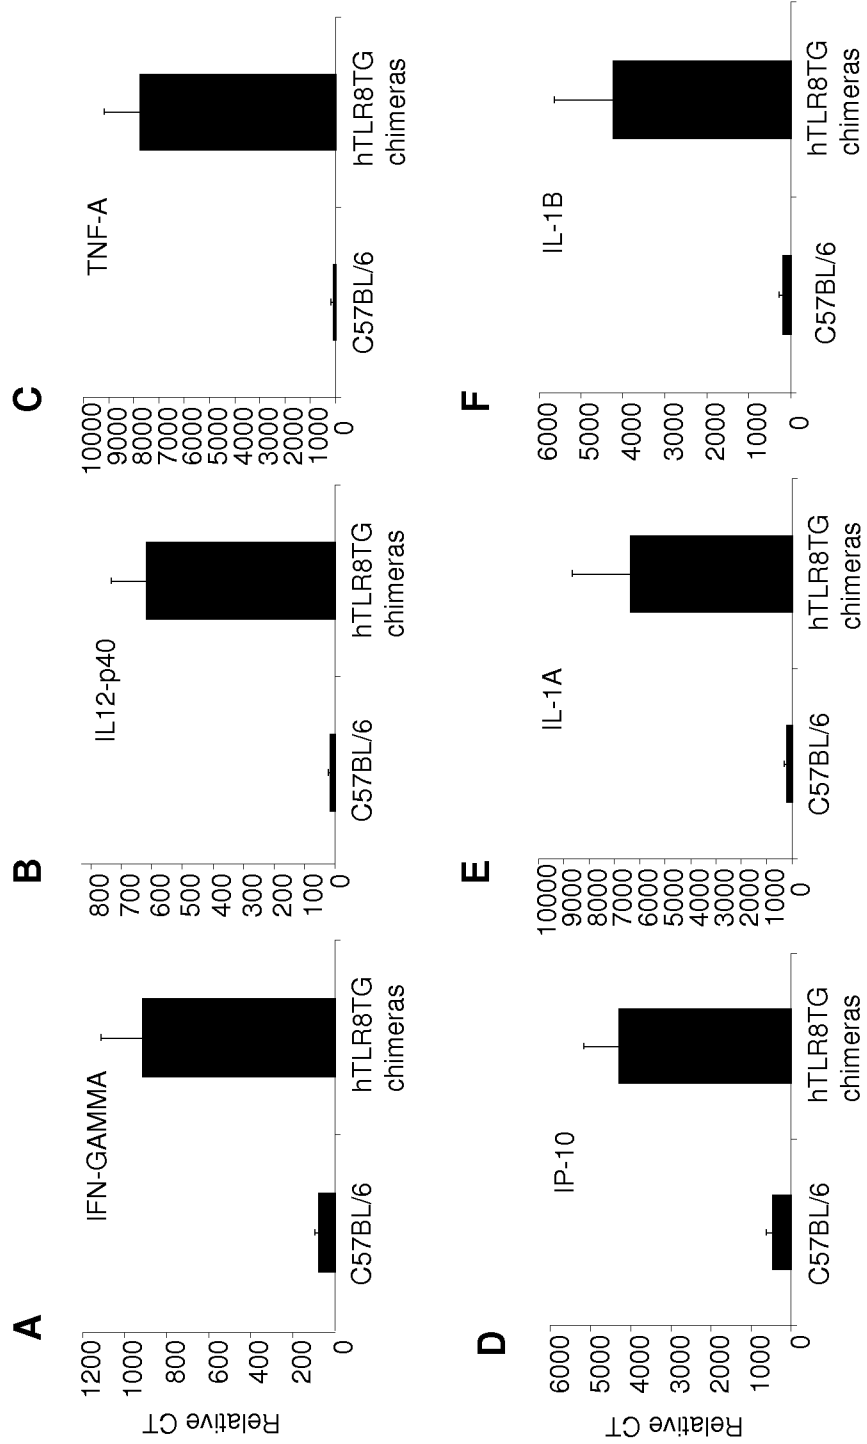 A
IFN-GAMMA
Relative CT
1200
1000
800
600
400
200
0
C57BL/6
hTLR8TG
chimeras
B
IL12-p40
800
700
600
500
400
300
200
100
0
C57BL/6
hTLR8TG
chimeras
C
TNF-A
10000
9000
8000
7000
6000
5000
4000
3000
2000
1000
0
C57BL/6
hTLR8TG
chimeras
D
IP-10
Relative CT
6000
5000
4000
3000
2000
1000
0
C57BL/6
hTLR8TG
chimeras
E
IL-1A
10000
9000
8000
7000
6000
5000
4000
3000
2000
1000
0
C57BL/6
hTLR8TG
chimeras
F
IL-1B
6000
5000
4000
3000
2000
1000
0
C57BL/6
hTLR8TG
chimeras